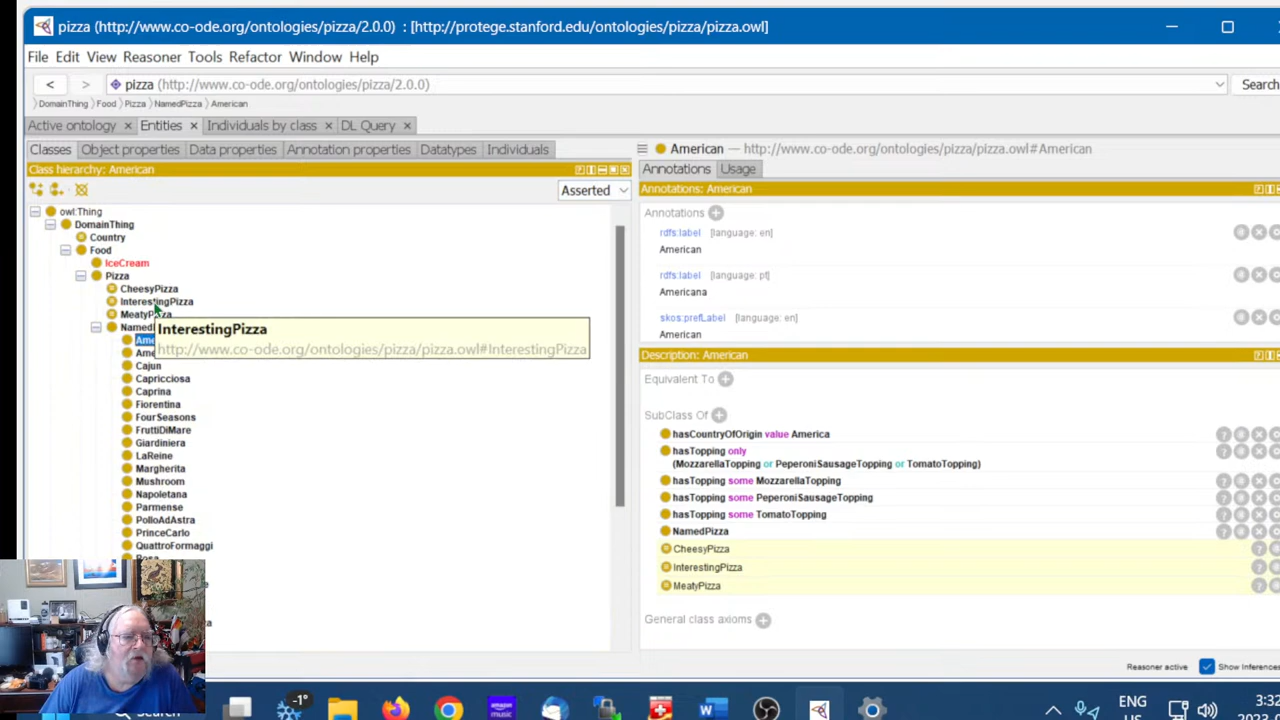 pizza (http://www.co-ode.org/ontologies/pizza/2.0.0) : [http://protege.stanford.edu/ontologies/pizza/pizza.owl]
File Edit View Reasoner Tools Refactor Window Help
< > pizza (http://www.co-ode.org/ontologies/pizza/2.0.0) Search
DomainThing Food Pizza NamedPizza American
Active ontology × Entities × Individuals by class × DL Query ×
Classes Object properties Data properties Annotation properties Datatypes Individuals
Class hierarchy: American
Asserted
owl:Thing
DomainThing
Country
Food
IceCream
Pizza
CheesyPizza
InterestingPizza
MeatyPizza
InterestingPizza
http://www.co-ode.org/ontologies/pizza/pizza.owl#InterestingPizza
Cajun
Capricciosa
Caprina
Fiorentina
FourSeasons
FruttiDiMare
Giardiniera
LaReine
Margherita
Mushroom
Napoletana
Parmense
PolloAdAstra
PrinceCarlo
QuattroFormaggi
American — http://www.co-ode.org/ontologies/pizza/pizza.owl#American
Annotations Usage
Annotations: American
Annotations
rdfs:label [language: en]
American
rdfs:label [language: pt]
Americana
skos:prefLabel [language: en]
American
Description: American
Equivalent To
SubClass Of
hasCountryOfOrigin value America
hasTopping only
(MozzarellaTopping or PeperoniSausageTopping or TomatoTopping)
hasTopping some MozzarellaTopping
hasTopping some PeperoniSausageTopping
hasTopping some TomatoTopping
NamedPizza
CheesyPizza
InterestingPizza
MeatyPizza
General class axioms
Reasoner active Show Inferences
-1°
amazon music
ENG
3:32